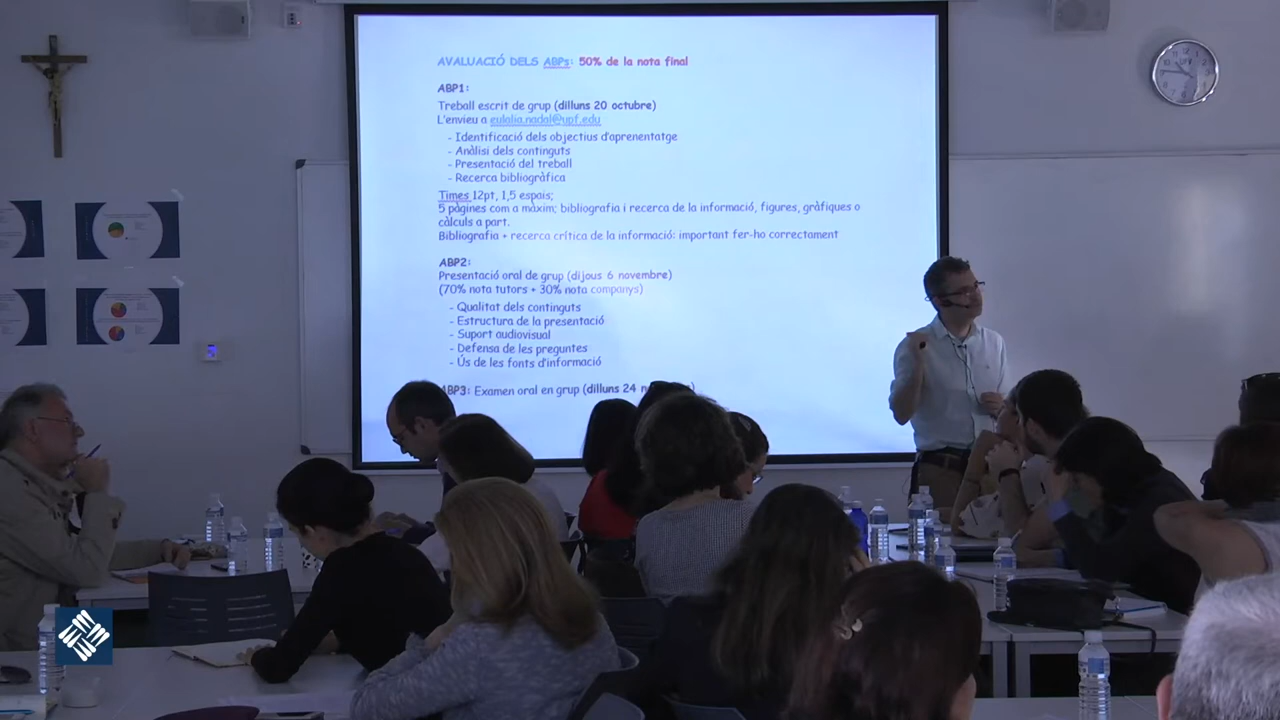 AVALUACIÓ DELS ABPs: 50% de la nota final
ABP1:
Treball escrit de grup (dilluns 20 octubre)
L'envieu a eulalia.nadal@upf.edu
- Identificació dels objectius d'aprenentatge
- Anàlisi dels continguts
- Presentació del treball
- Recerca bibliogràfica
Times 12pt, 1,5 espais;
5 pàgines com a màxim; bibliografia i recerca de la informació, figures, gràfiques o
càlculs a part.
Bibliografia + recerca crítica de la informació: important fer-ho correctament
ABP2:
Presentació oral de grup (dijous 6 novembre)
(70% nota tutors + 30% nota companys)
- Qualitat dels continguts
- Estructura de la presentació
- Suport audiovisual
- Defensa de les preguntes
- Ús de les fonts d'informació
ABP3: Examen oral en grup (dilluns 24